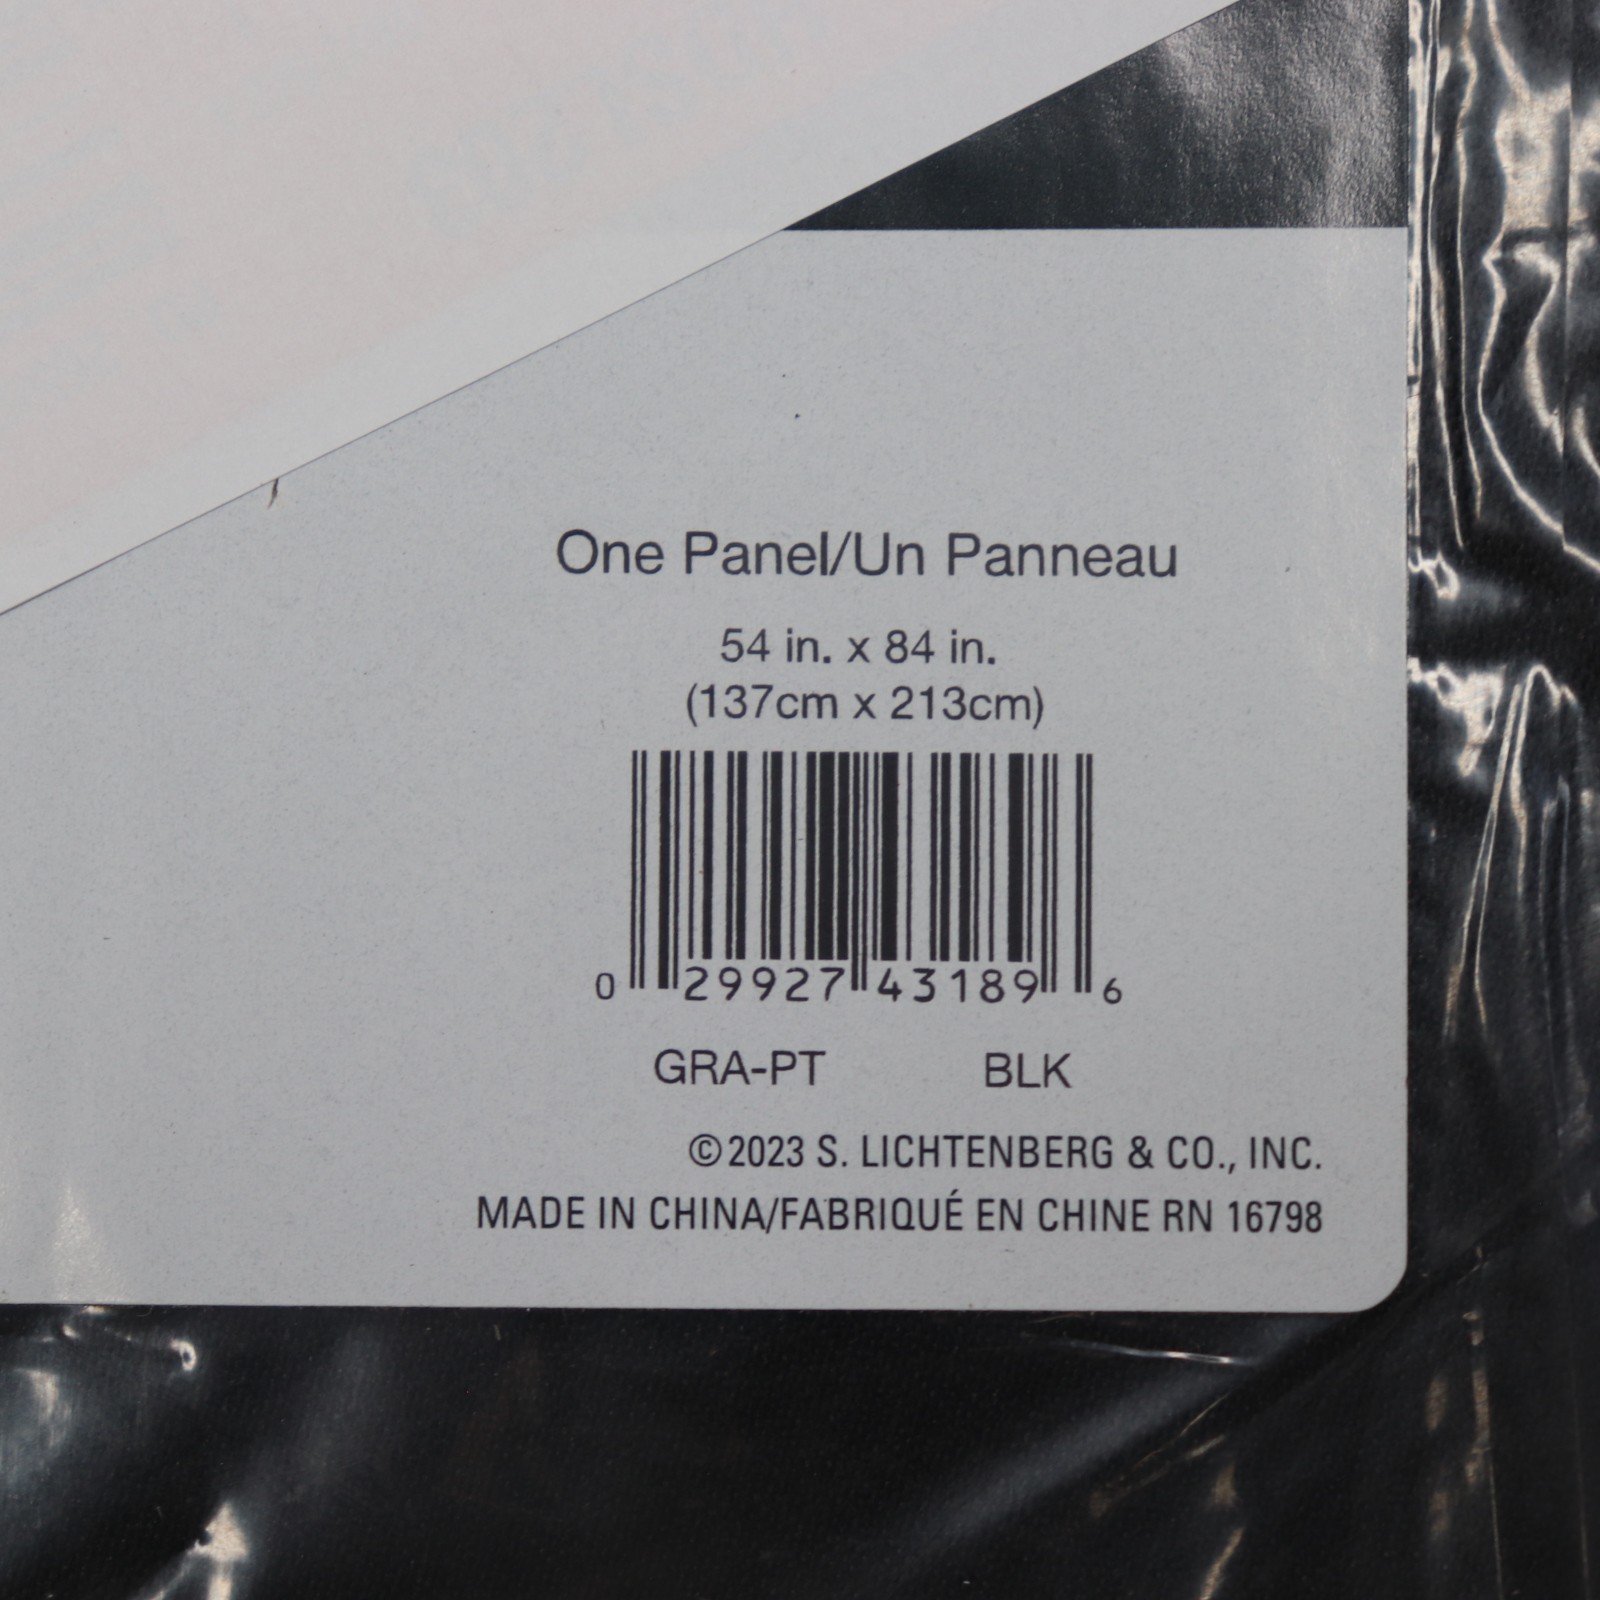 One Panel/Un Panneau
54 in. x 84 in.
(137cm x 213cm)
0 29927 43189 6
GRA-PT BLK
©2023 S. LICHTENBERG & CO., INC.
MADE IN CHINA/FABRIQUÉ EN CHINE RN 16798